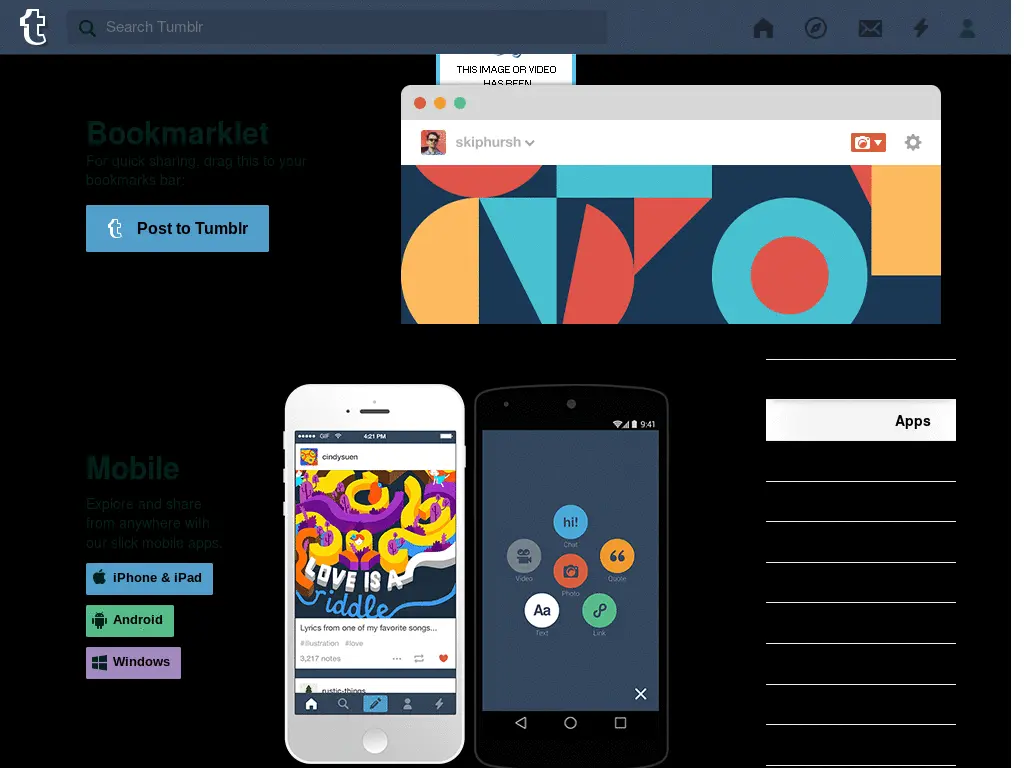 Search Tumblr
THIS IMAGE OR VIDEO
HAS BEEN
Bookmarklet
For quick sharing, drag this to your
bookmarks bar:
Post to Tumblr
skiphursh
Apps
Mobile
Explore and share
from anywhere with
our slick mobile apps.
iPhone & iPad
Android
Windows
GIF
4:21 PM
cindysuen
LOVE IS A
riddle
Lyrics from one of my favorite songs...
#illustration #love
3,217 notes
rustic-things
9:41
hi!
Chat
Video
Quote
Photo
Aa
Text
Link